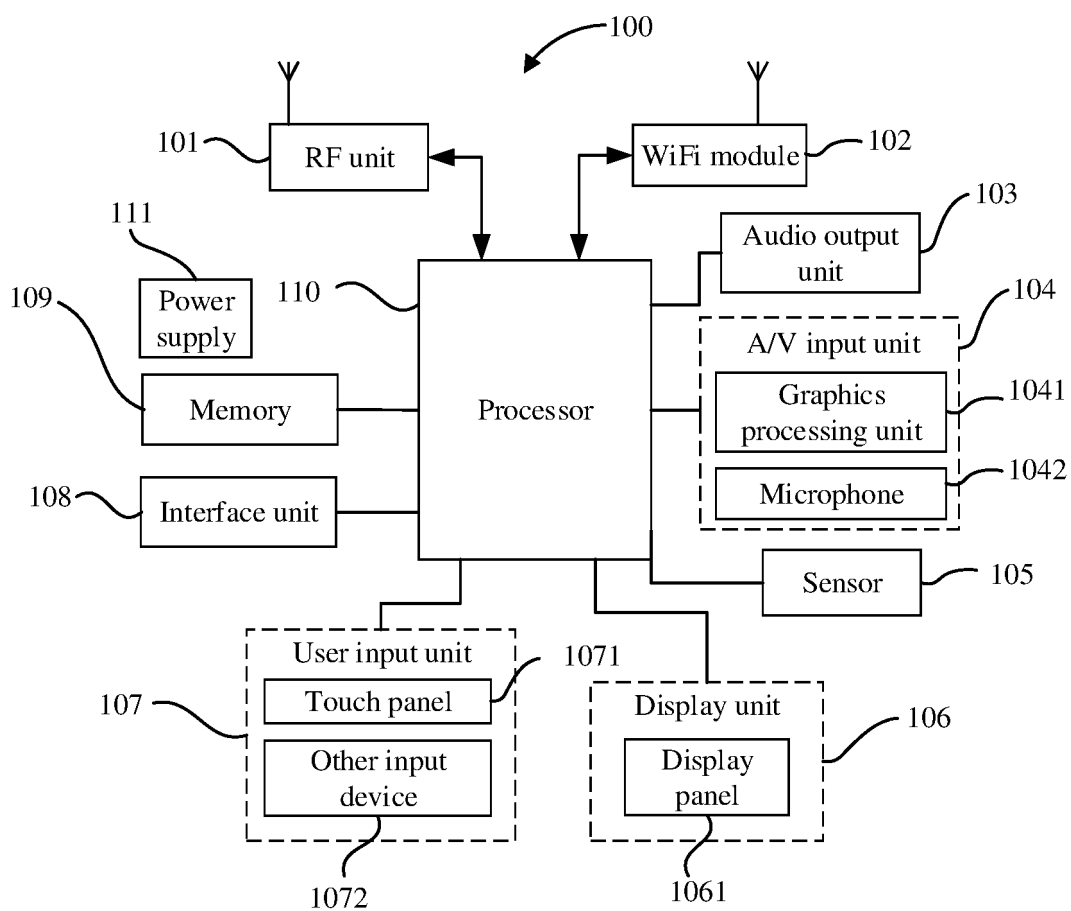 100
101
RF unit
WiFi module
102
103
Audio output
unit
111
Power
supply
110
109
104
A/V input unit
Memory
Processor
Graphics
processing unit
1041
108
Interface unit
Microphone
1042
Sensor
105
User input unit
1071
107
Touch panel
Other input
device
1072
Display unit
106
Display
panel
1061